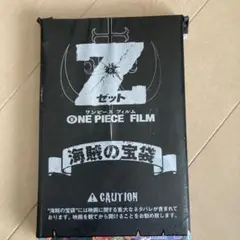 Z
セット
ワンピース フィルム
ONE PIECE FILM
海賊の宝袋
⚠ CAUTION
"海賊の宝袋"には映画に関する重大なネタバレが含まれて
おります。映画を観てから開けることをお勧め致します。